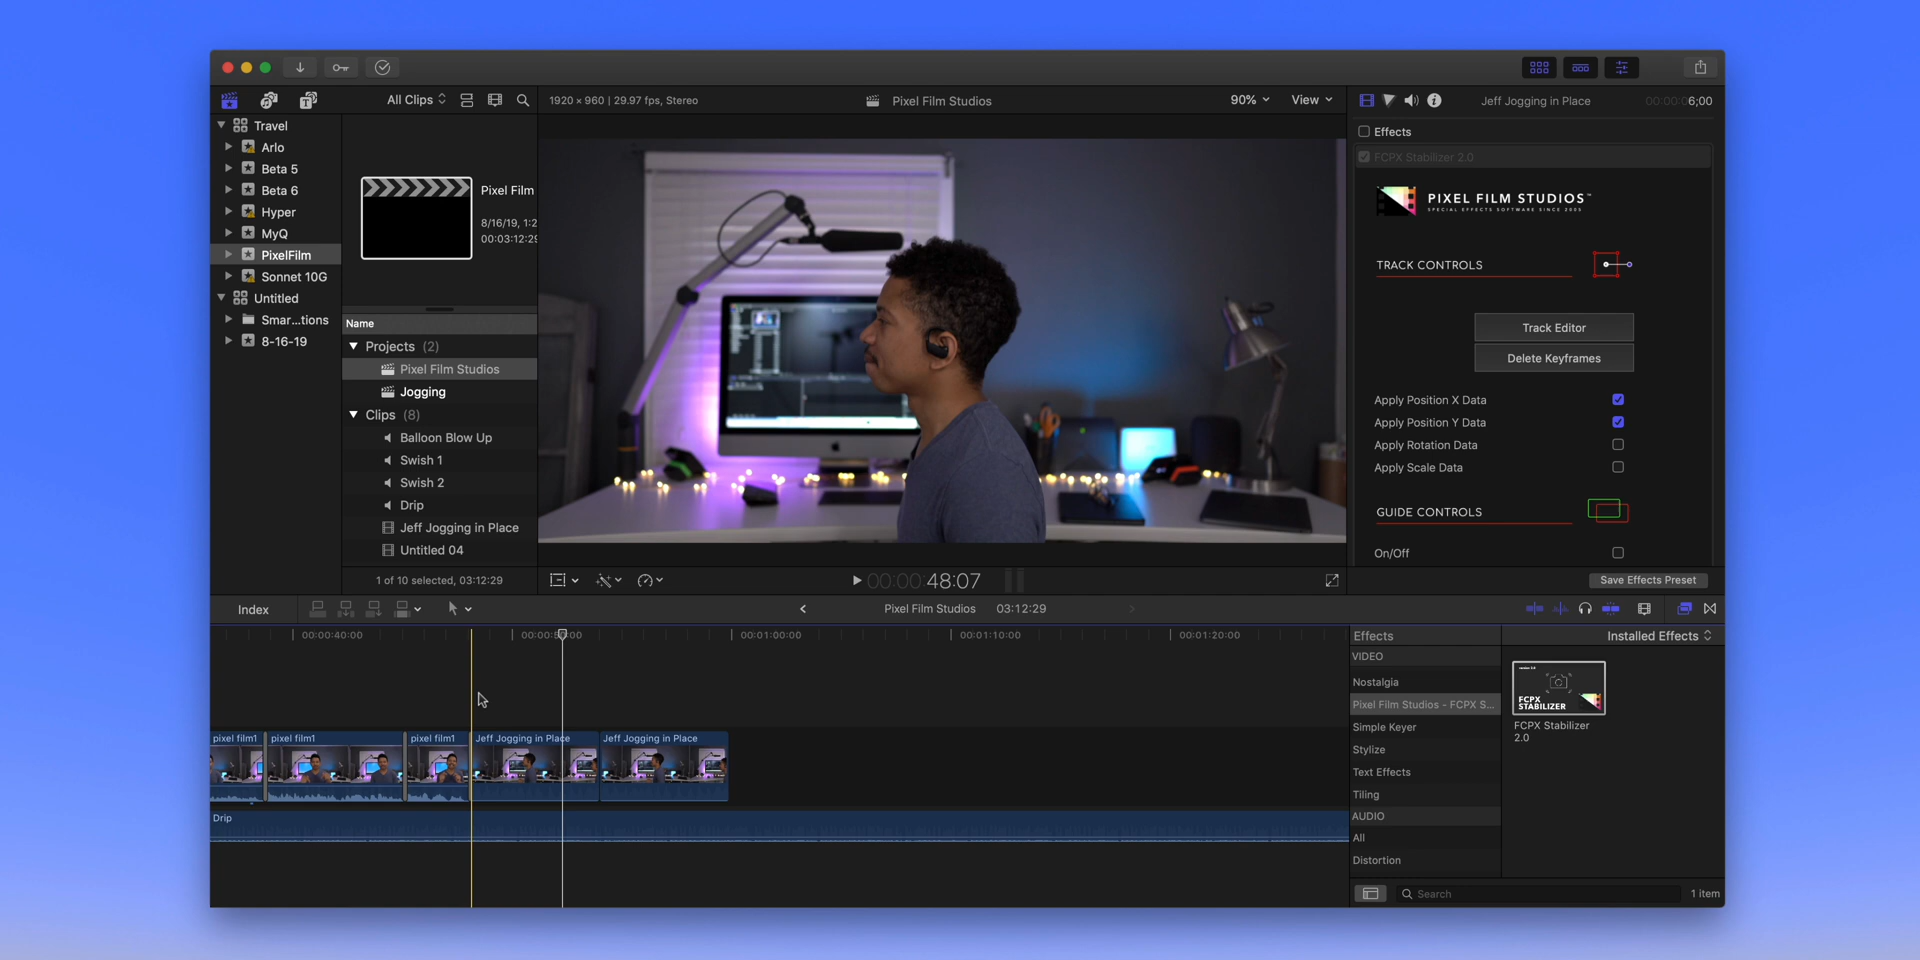 All Clips
1920 × 960 | 29.97 fps, Stereo
Pixel Film Studios
90%
View
Jeff Jogging in Place
00:00:06;00
Travel
Arlo
Beta 5
Beta 6
Hyper
MyQ
PixelFilm
Sonnet 10G
Untitled
Smar...tions
8-16-19
Pixel Film
8/16/19, 1:2
00:03:12:29
Name
Projects (2)
Pixel Film Studios
Jogging
Clips (8)
Balloon Blow Up
Swish 1
Swish 2
Drip
Jeff Jogging in Place
Untitled 04
1 of 10 selected, 03:12:29
00:00:48:07
Effects
FCPX Stabilizer 2.0
PIXEL FILM STUDIOS™
SPECIAL EFFECTS SOFTWARE SINCE 2005
TRACK CONTROLS
Track Editor
Delete Keyframes
Apply Position X Data
Apply Position Y Data
Apply Rotation Data
Apply Scale Data
GUIDE CONTROLS
On/Off
Save Effects Preset
Index
Pixel Film Studios 03:12:29
00:00:40:00
00:01:00:00
00:01:10:00
00:01:20:00
pixel film1
pixel film1
pixel film1
Jeff Jogging in Place
Jeff Jogging in Place
Drip
Effects
VIDEO
Nostalgia
Pixel Film Studios - FCPX S...
Simple Keyer
Stylize
Text Effects
Tiling
AUDIO
All
Distortion
Installed Effects
FCPX
STABILIZER
FCPX Stabilizer
2.0
Search
1 item